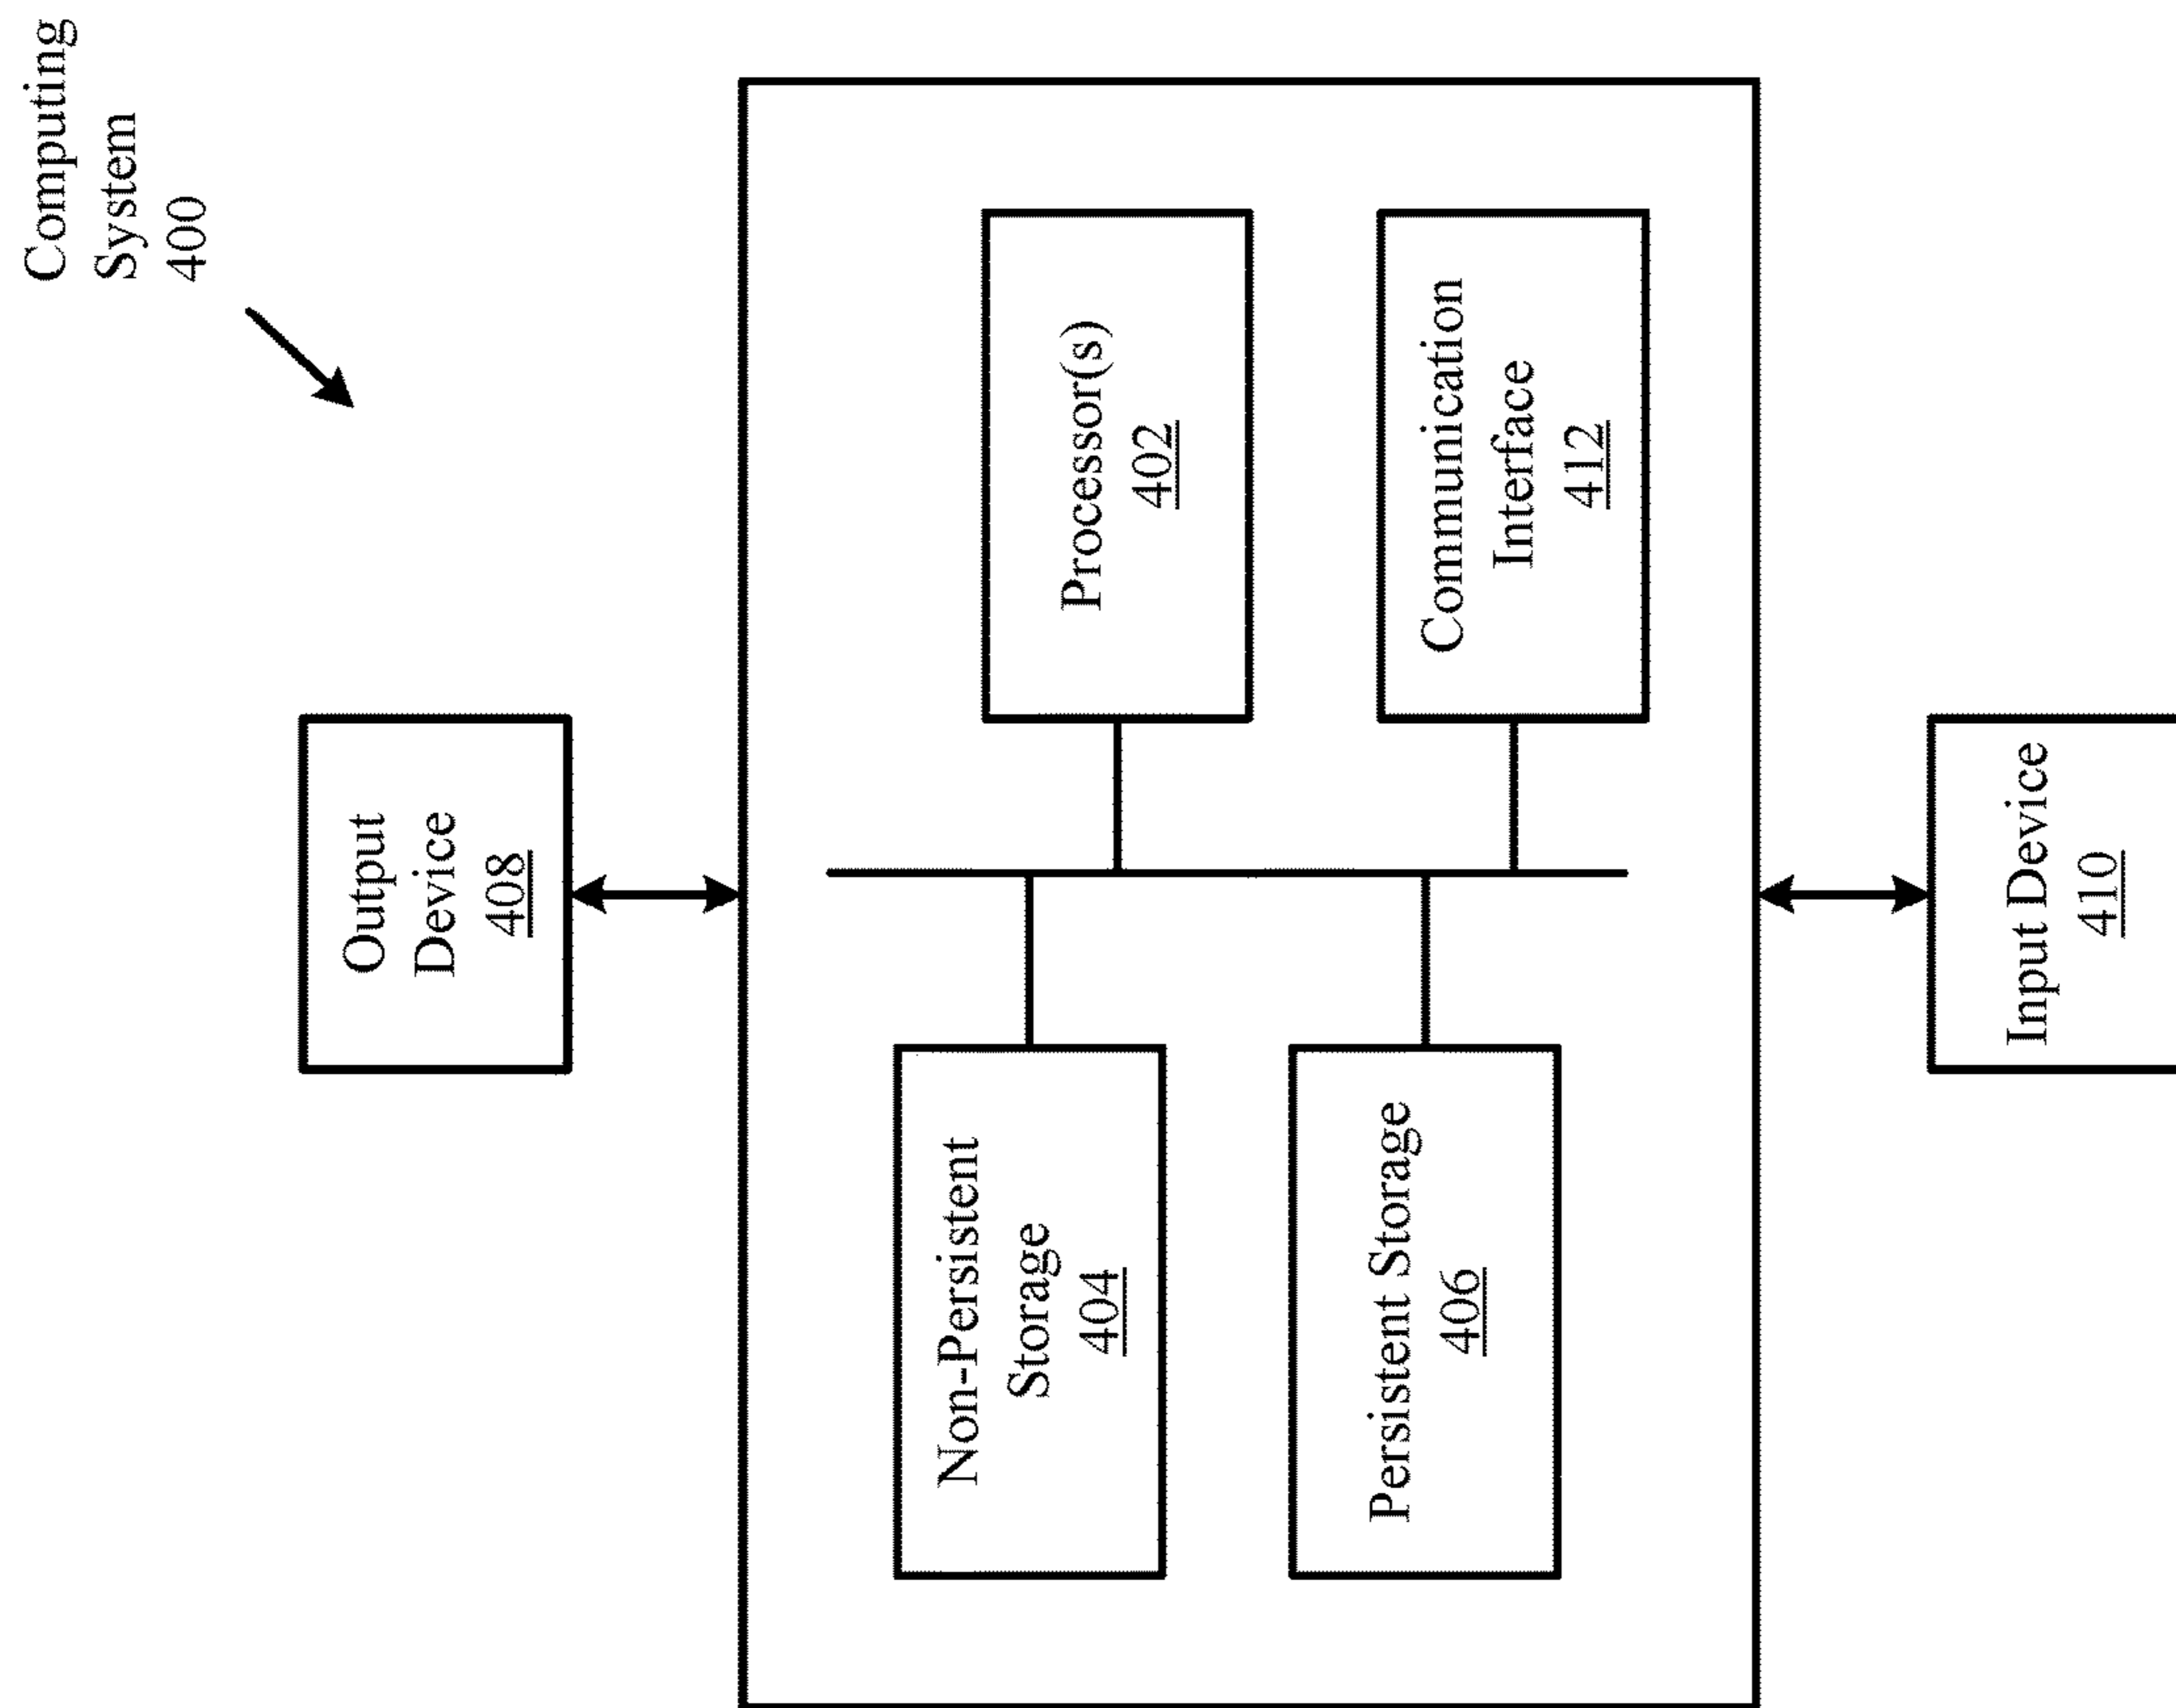 Computing
System
400
Output
Device
408
Non-Persistent
Storage
404
Processor(s)
402
Persistent Storage
406
Communication
Interface
412
Input Device
410